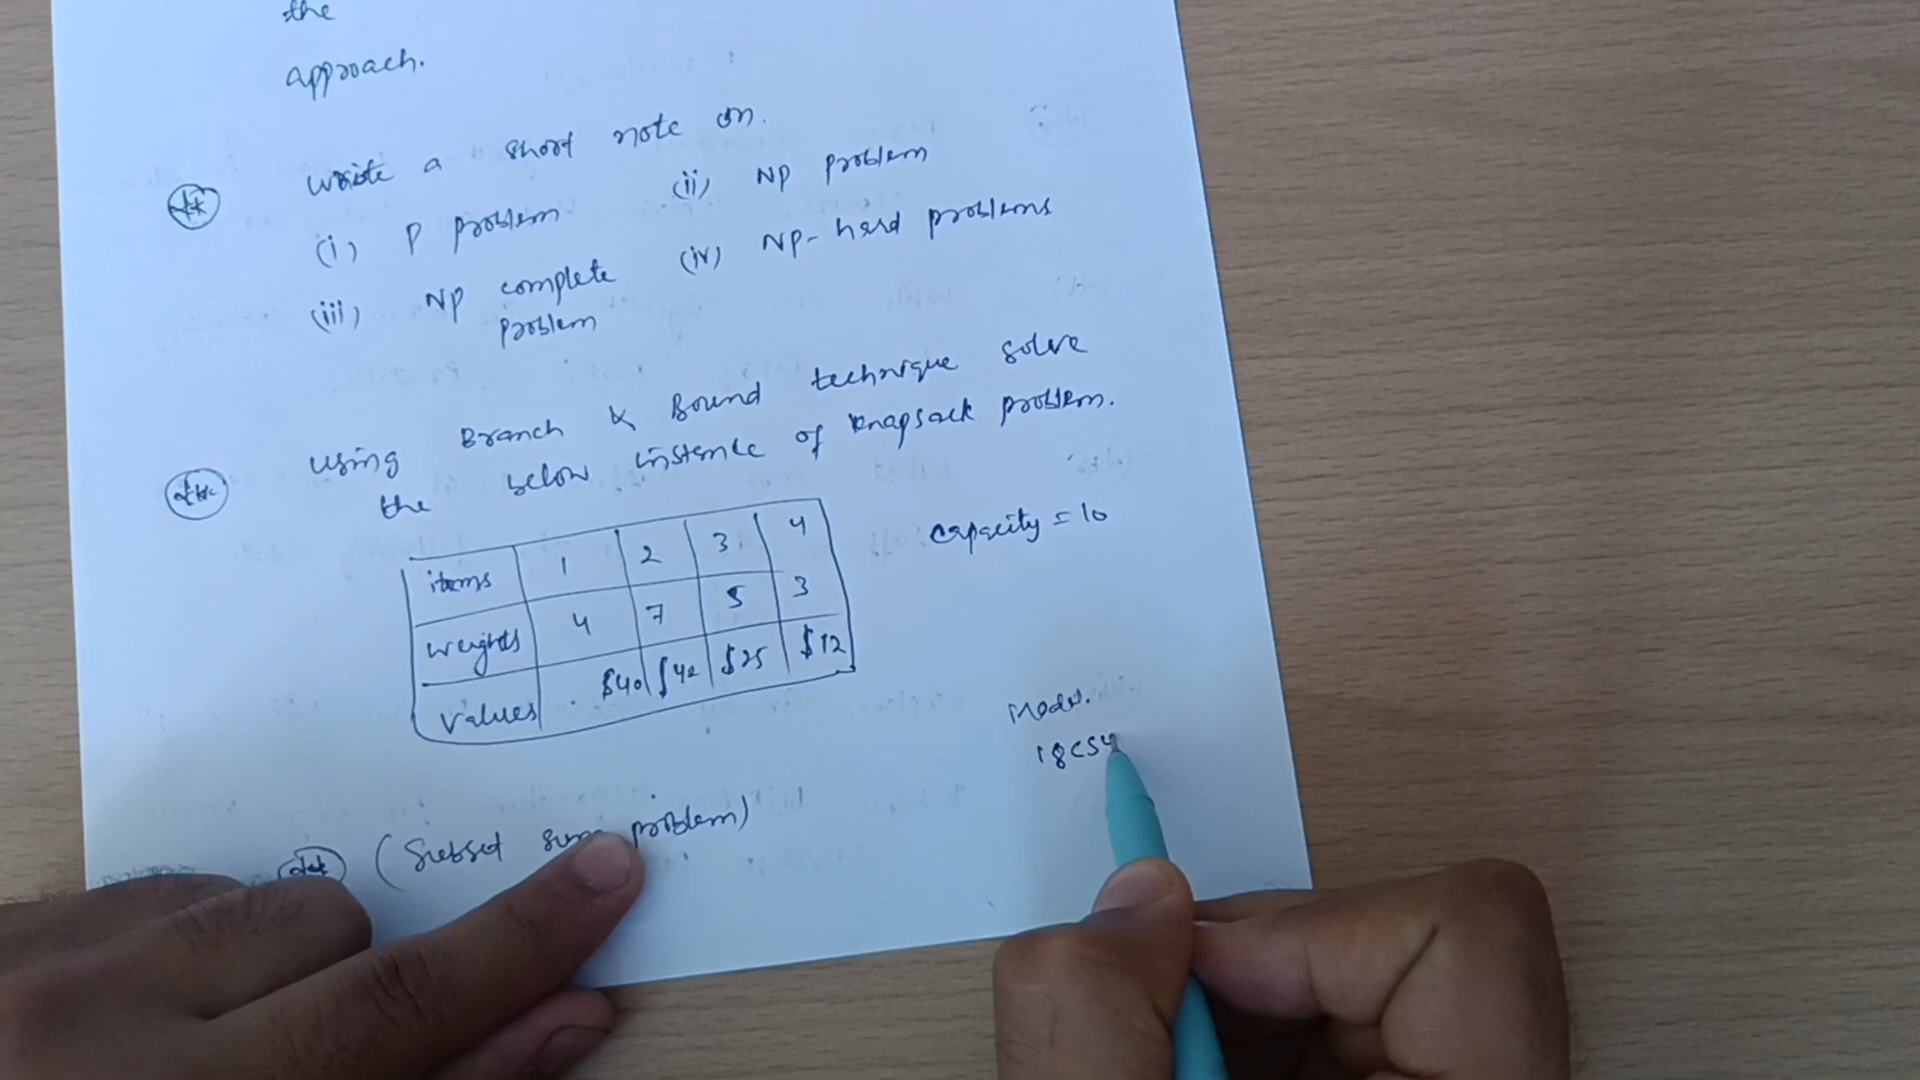 the
approach.
Write a short note on.
(i) P problem (ii) NP problem
(iii) NP complete problem (iv) NP-hard problems
Using Branch & Bound technique solve
the below instance of knapsack problem.
items 1 2 3 4
weights 4 7 5 3
values $40 $42 $25 $12
capacity = 10
(Subset sum problem)
18CS4